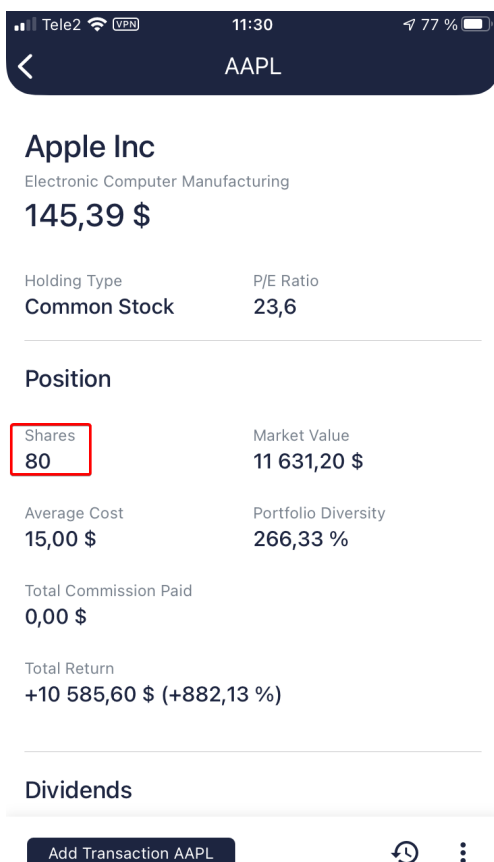 Tele2 VPN 11:30 77 %
AAPL
Apple Inc
Electronic Computer Manufacturing
145,39 $
Holding Type P/E Ratio
Common Stock 23,6
Position
Shares Market Value
80 11 631,20 $
Average Cost Portfolio Diversity
15,00 $ 266,33 %
Total Commission Paid
0,00 $
Total Return
+10 585,60 $ (+882,13 %)
Dividends
Add Transaction AAPL